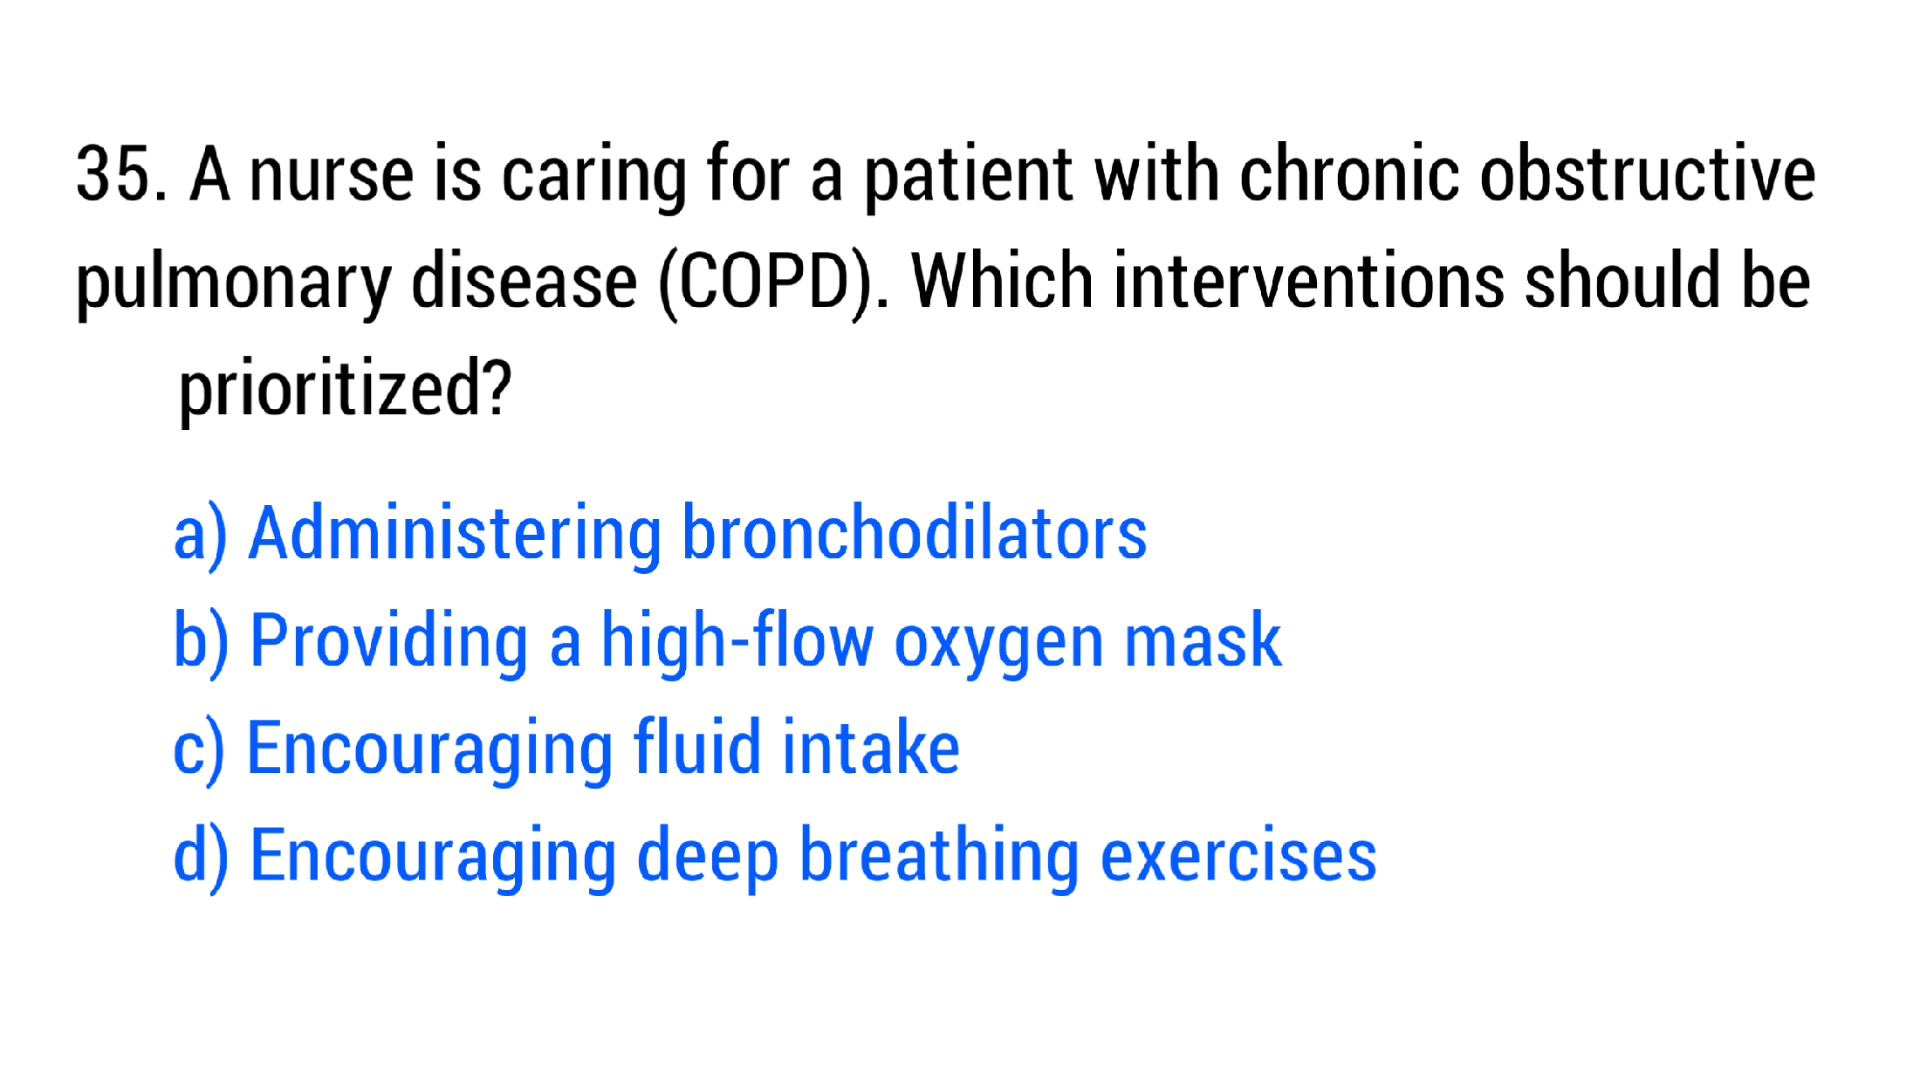 35. A nurse is caring for a patient with chronic obstructive
pulmonary disease (COPD). Which interventions should be
prioritized?
a) Administering bronchodilators
b) Providing a high-flow oxygen mask
c) Encouraging fluid intake
d) Encouraging deep breathing exercises